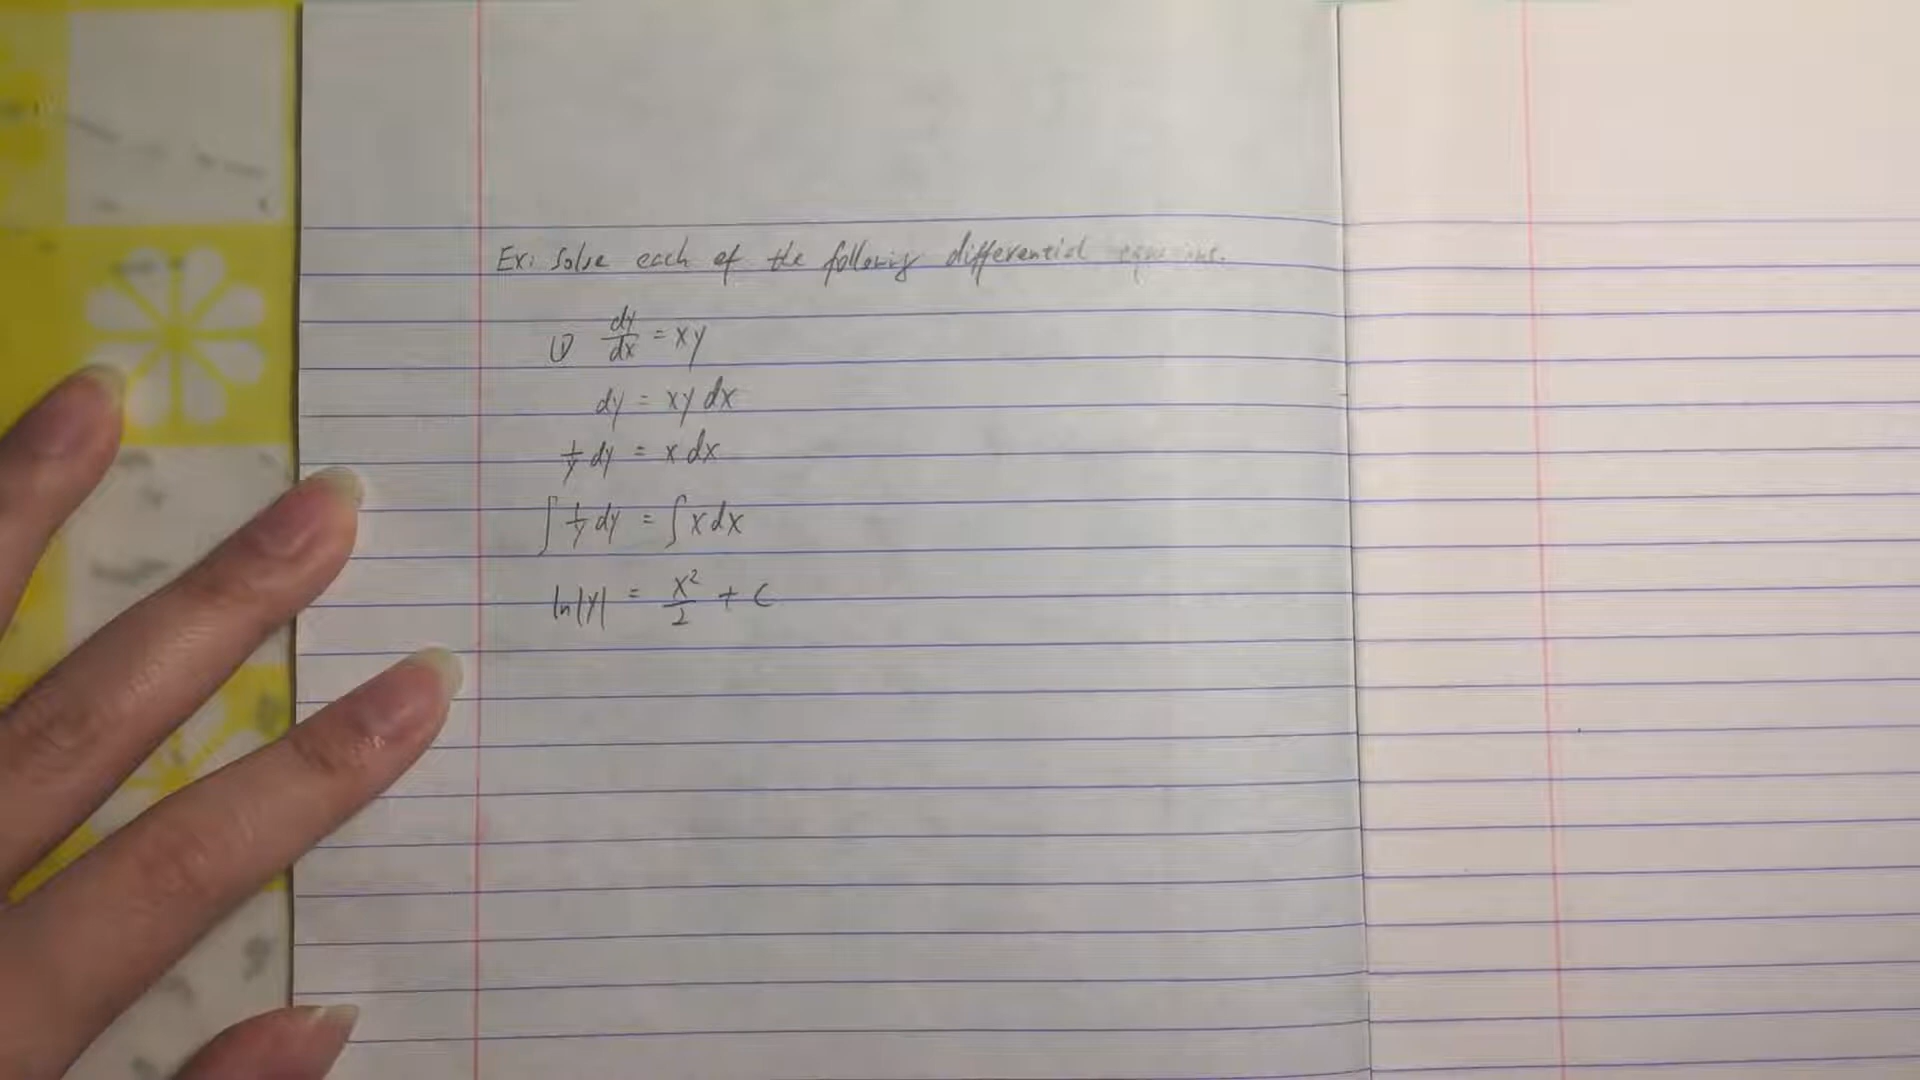 Ex: Solve each of the following differential equations.
① dy/dx = xy
dy = xy dx
1/y dy = x dx
∫ 1/y dy = ∫ x dx
ln|y| = x²/2 + C